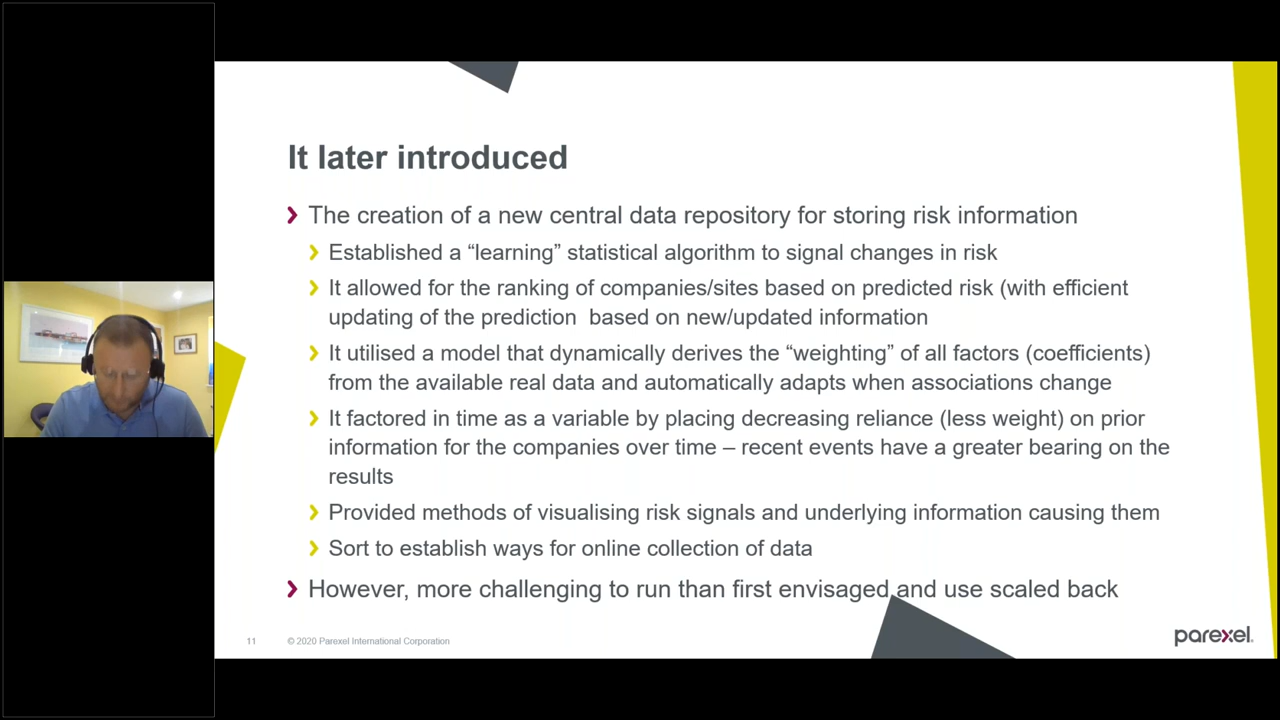 It later introduced
The creation of a new central data repository for storing risk information
Established a “learning” statistical algorithm to signal changes in risk
It allowed for the ranking of companies/sites based on predicted risk (with efficient
updating of the prediction  based on new/updated information
It utilised a model that dynamically derives the “weighting” of all factors (coefficients)
from the available real data and automatically adapts when associations change
It factored in time as a variable by placing decreasing reliance (less weight) on prior
information for the companies over time – recent events have a greater bearing on the
results
Provided methods of visualising risk signals and underlying information causing them
Sort to establish ways for online collection of data
However, more challenging to run than first envisaged and use scaled back
11 © 2020 Parexel International Corporation
parexel.